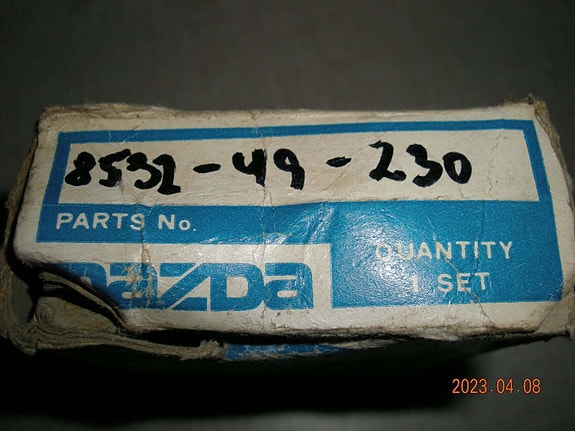 8532-49-230
PARTS No.
QUANTITY
1 SET
mazda
2023.04.08